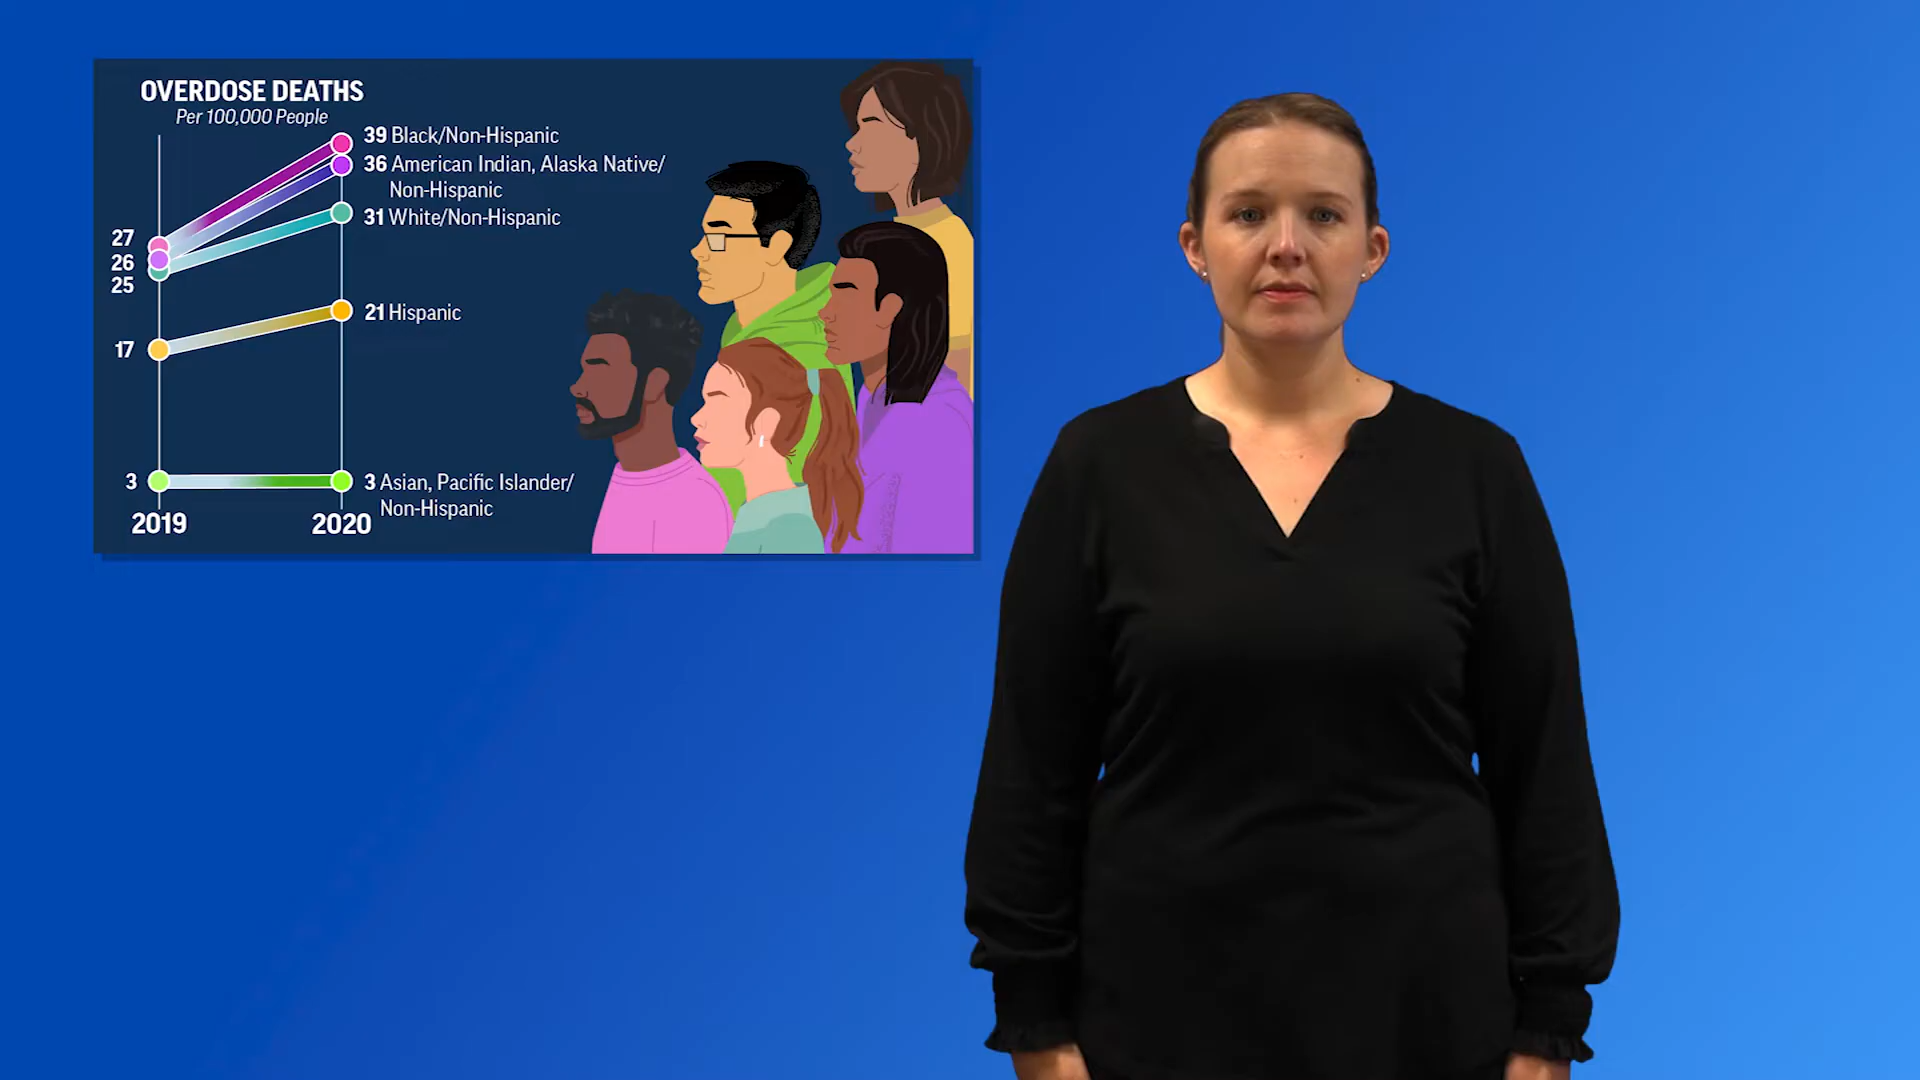 OVERDOSE DEATHS
Per 100,000 People
39 Black/Non-Hispanic
36 American Indian, Alaska Native/
Non-Hispanic
31 White/Non-Hispanic
27
26
25
21 Hispanic
17
3
3 Asian, Pacific Islander/
Non-Hispanic
2019
2020